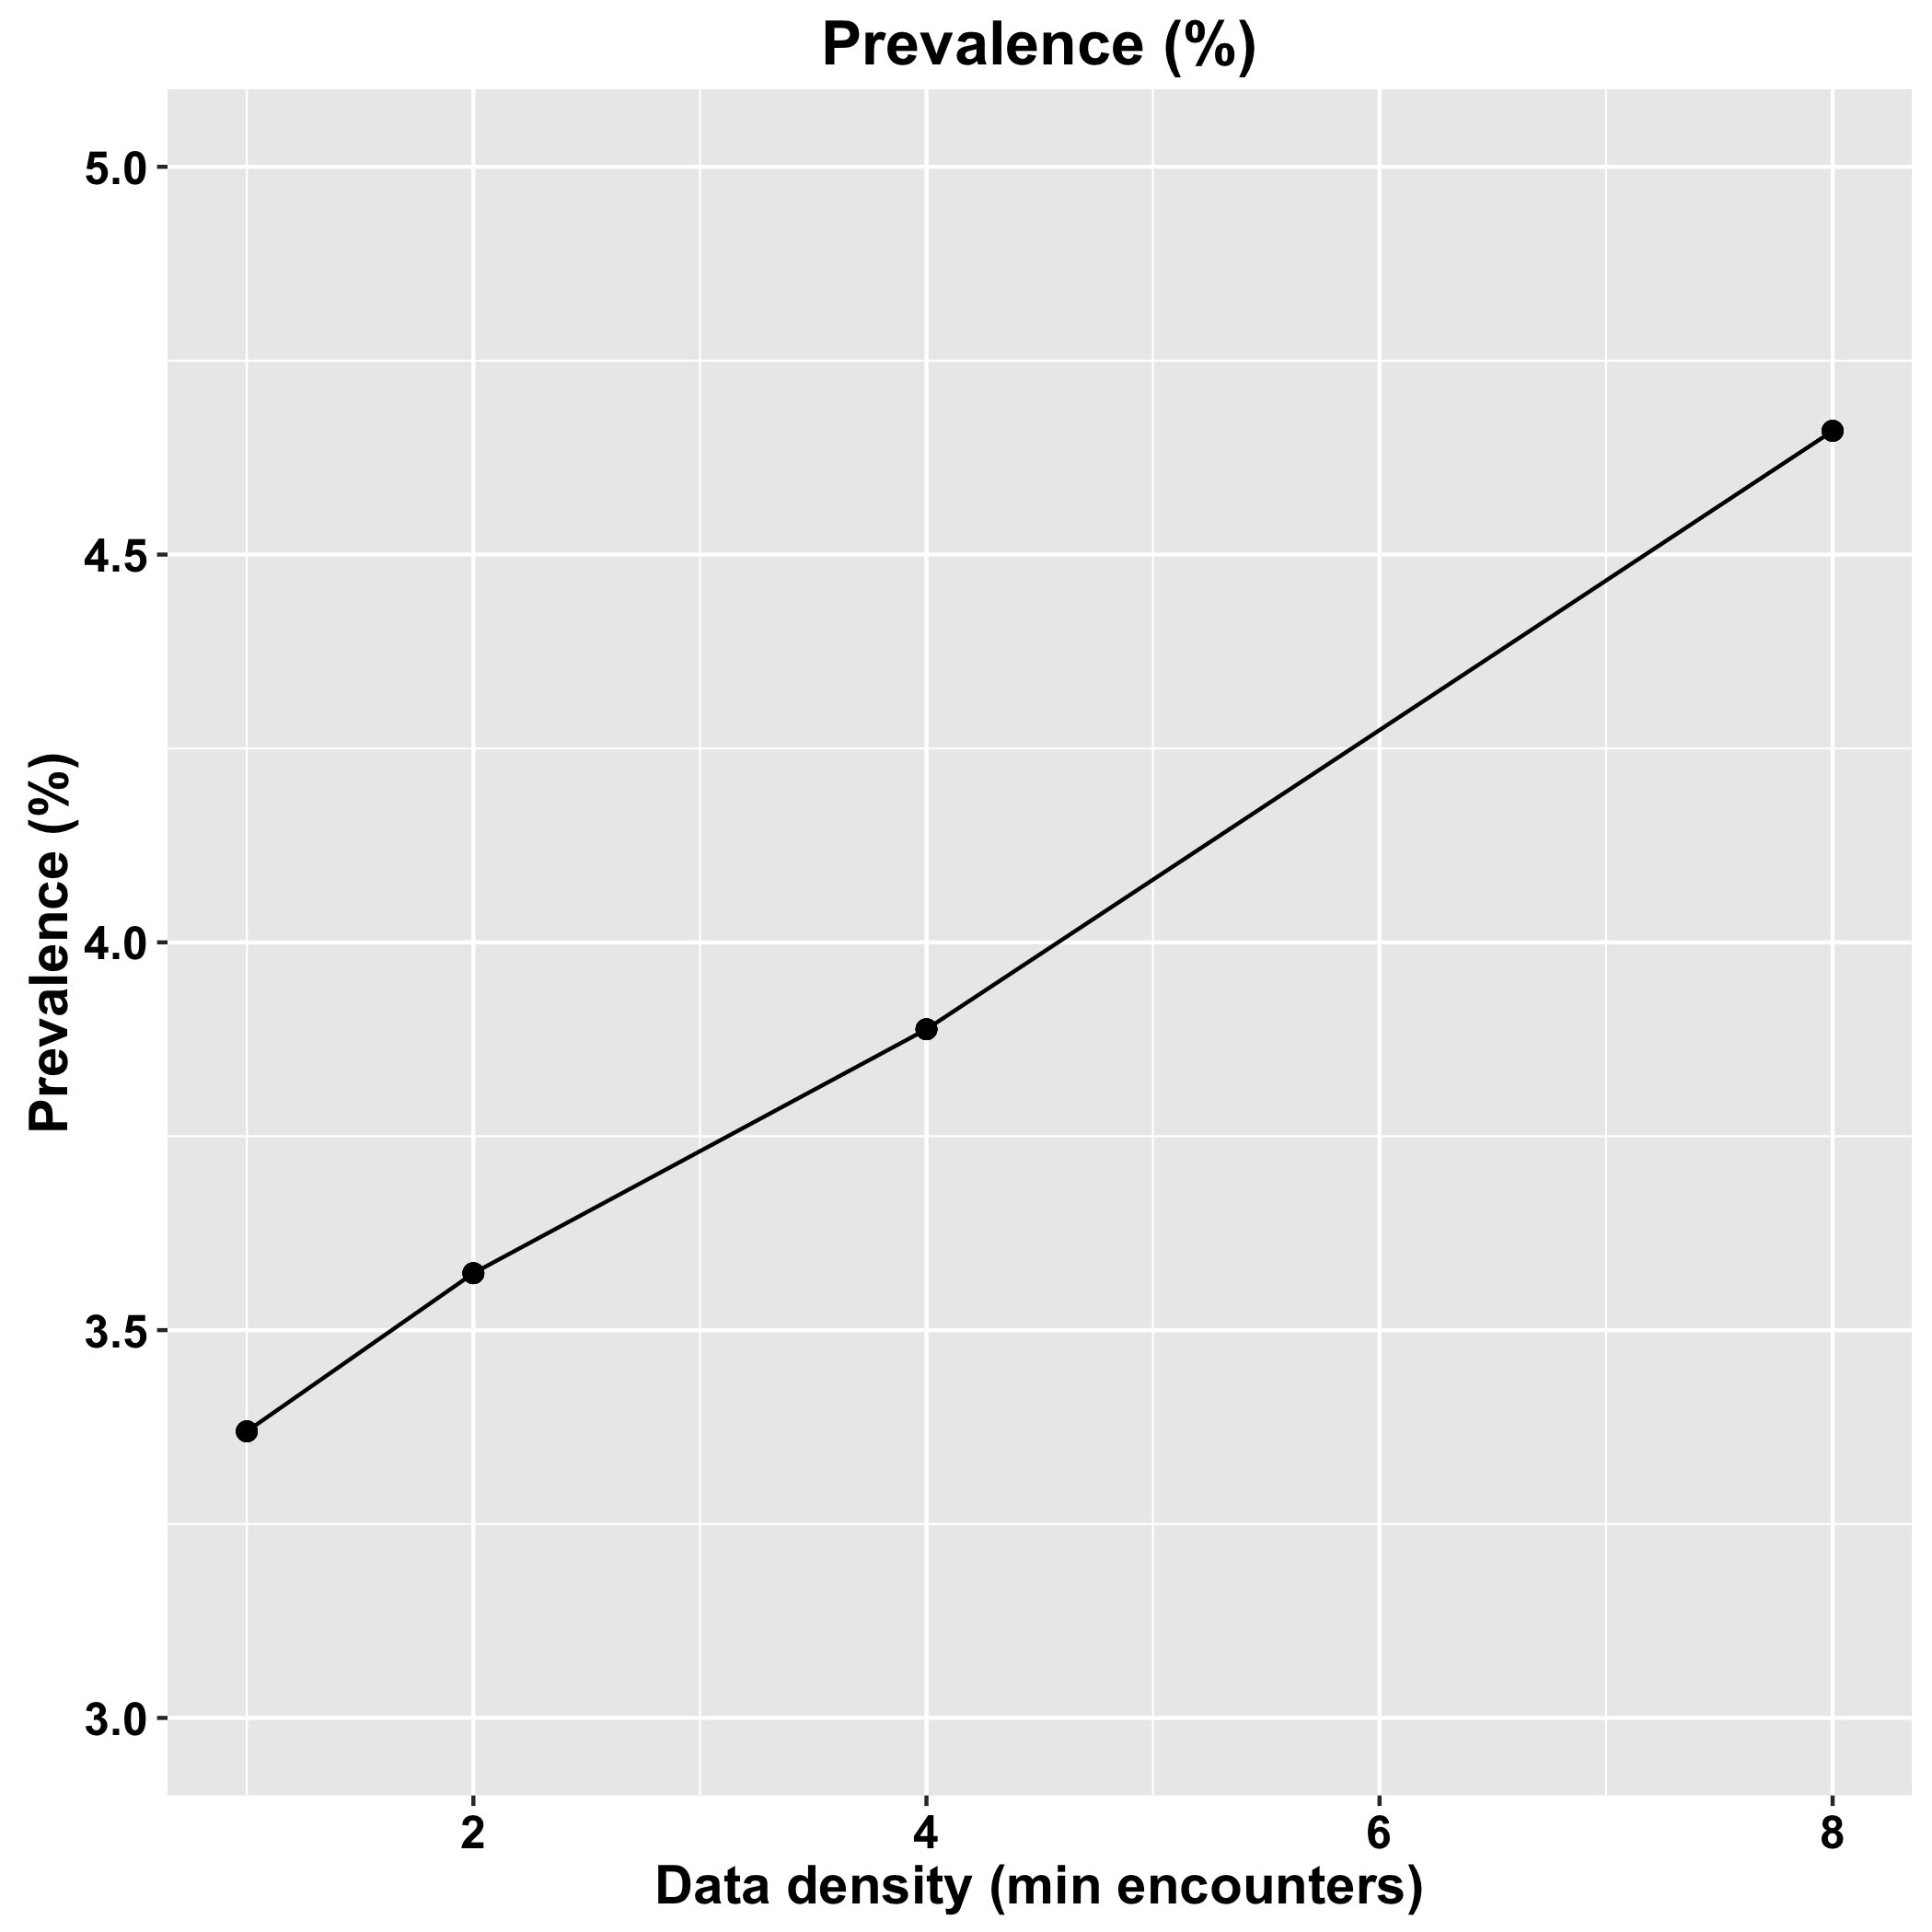 Prevalence (%)
Prevalence (%)
5.0
4.5
4.0
3.5
3.0
2 4 6 8
Data density (min encounters)